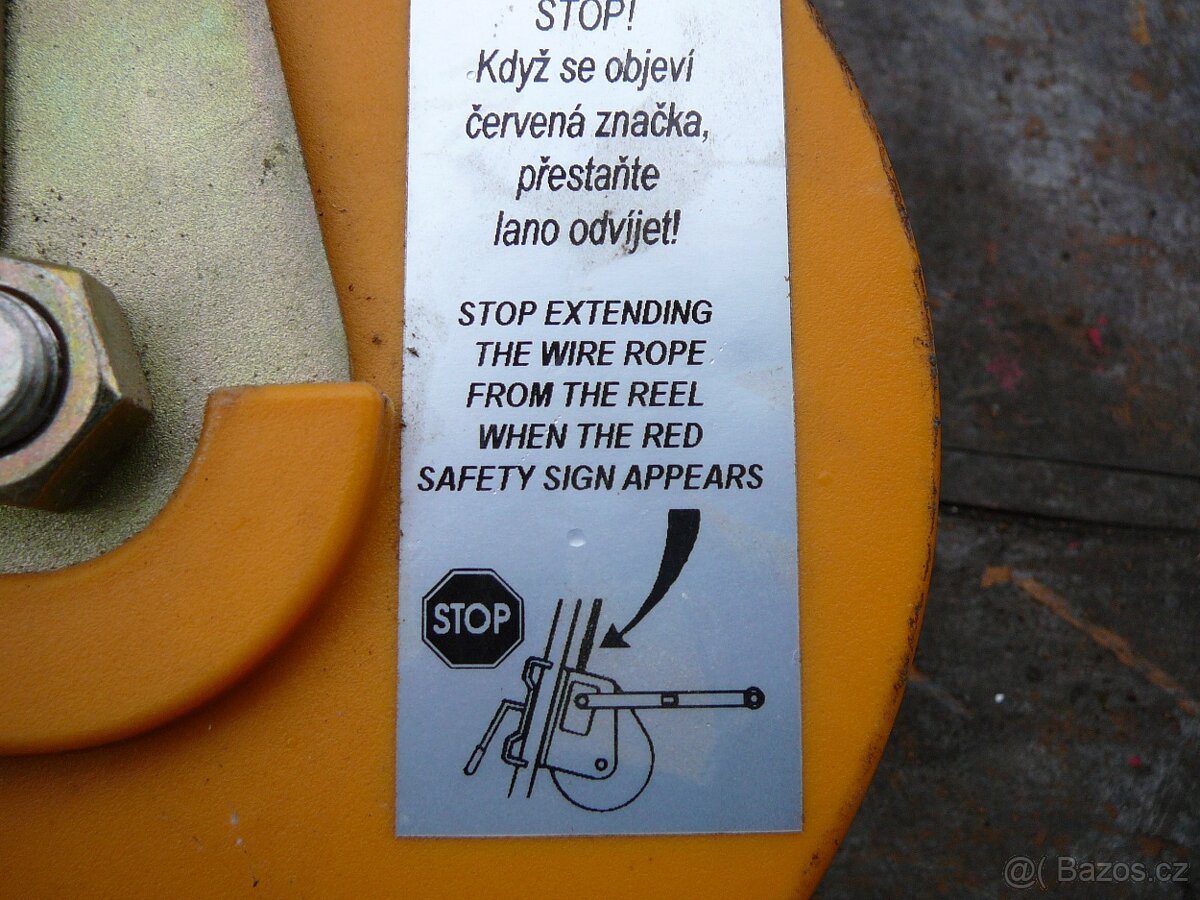 STOP!
Když se objeví
červená značka,
přestaňte
lano odvíjet!
STOP EXTENDING
THE WIRE ROPE
FROM THE REEL
WHEN THE RED
SAFETY SIGN APPEARS
STOP
@( Bazos.cz